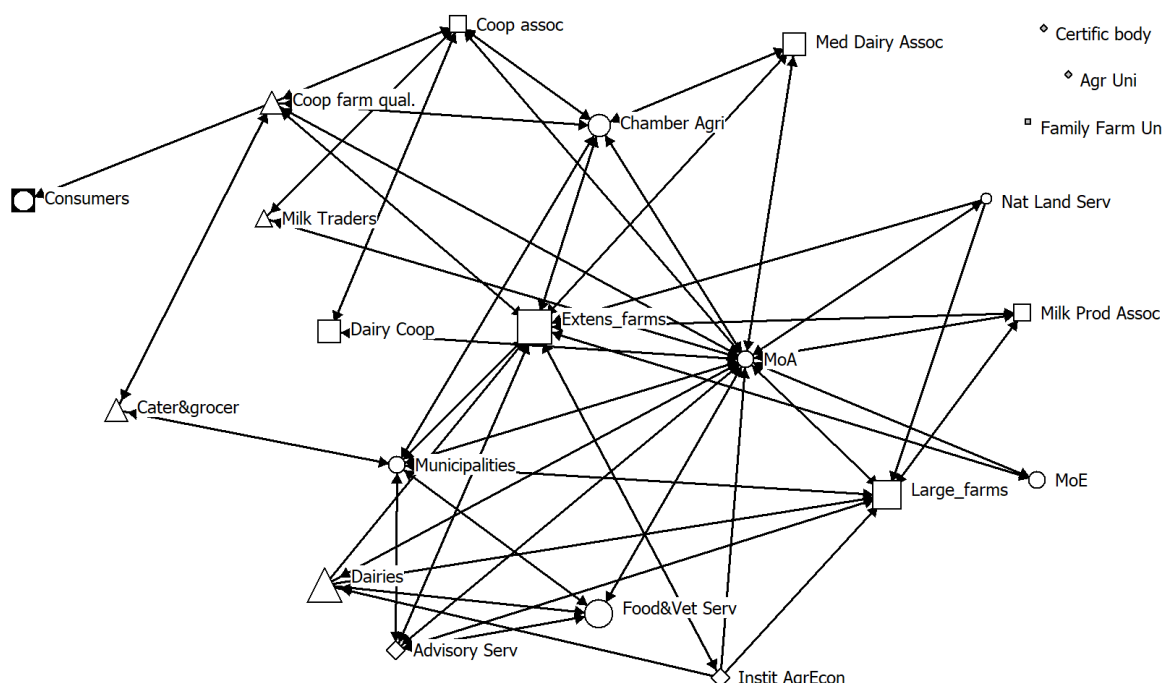 Coop assoc
Certific body
Med Dairy Assoc
Agr Uni
Coop farm qual.
Chamber Agri
Family Farm Un
Consumers
Nat Land Serv
Milk Traders
Milk Prod Assoc
Extens_farms
Dairy Coop
MoA
Cater&grocer
Municipalities
MoE
Large_farms
Dairies
Food&Vet Serv
Advisory Serv
Instit AgrEcon